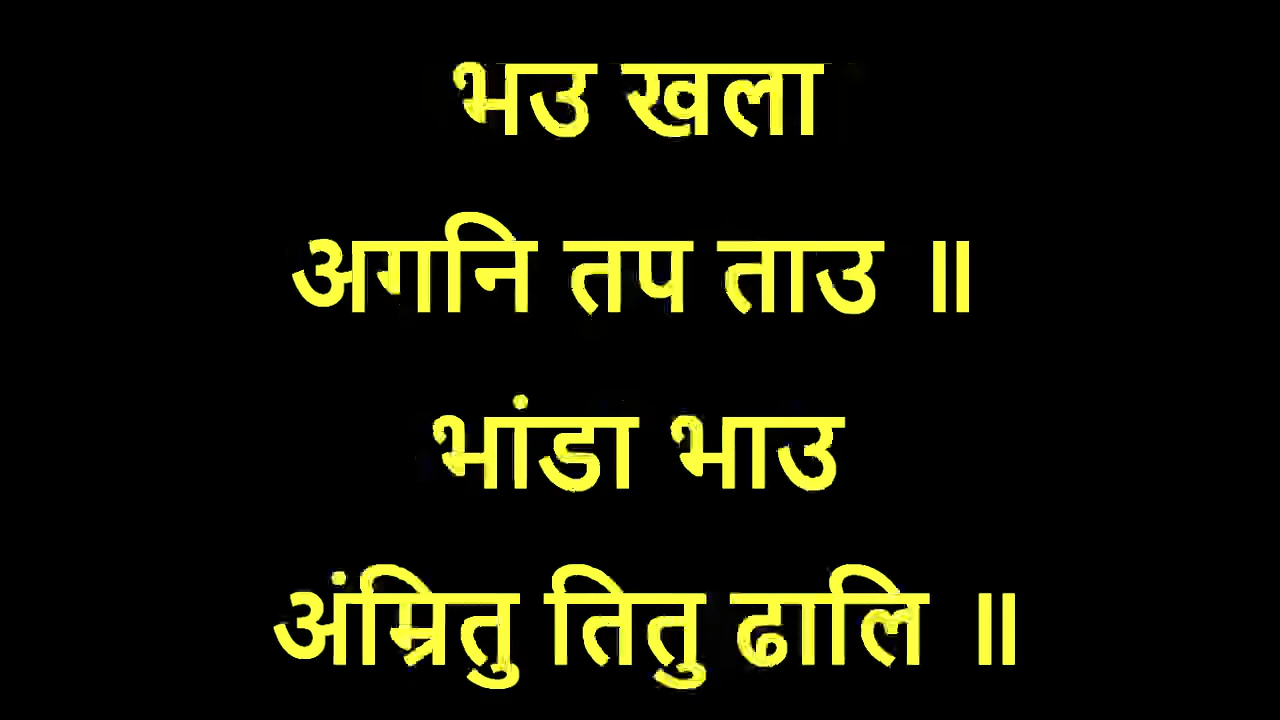 भउ खला
अगनि तप ताउ ॥
भांडा भाउ
अंम्रितु तितु ढालि ॥